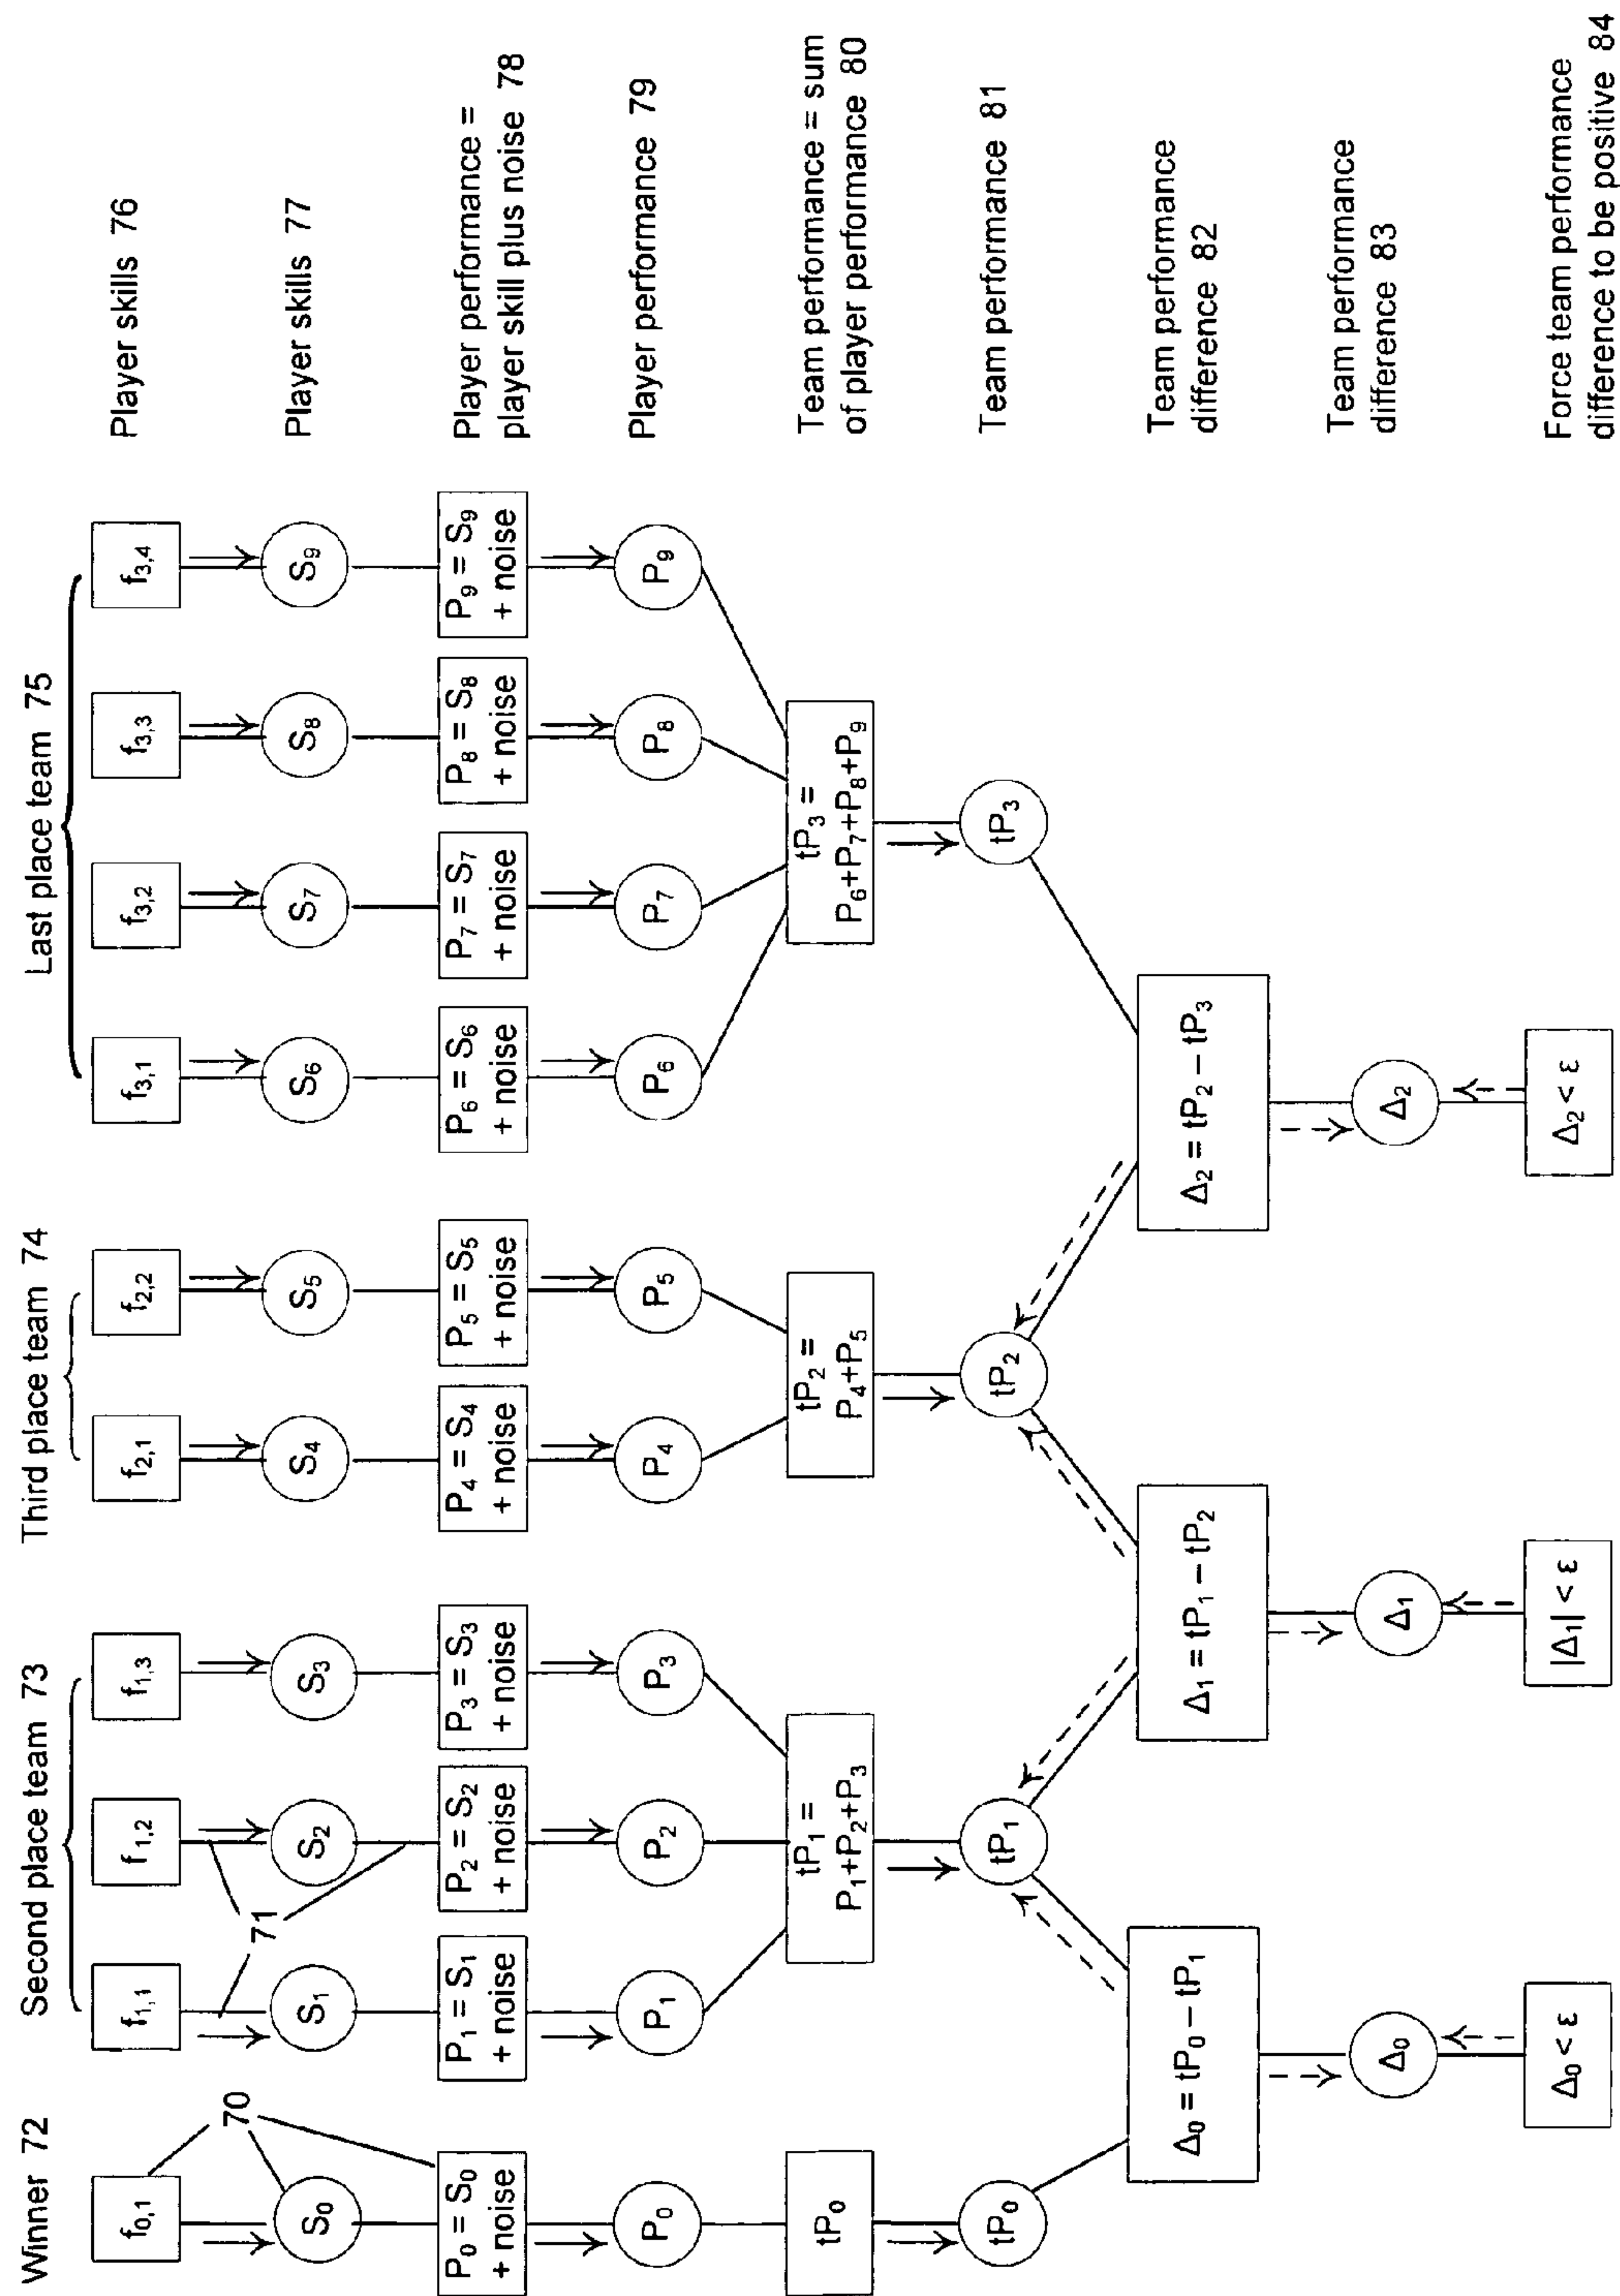 Winner 72
Second place team 73
Third place team 74
Last place team 75
f0,1
f1,1
f1,2
f1,3
f2,1
f2,2
f3,1
f3,2
f3,3
f3,4
Player skills 76
70
71
S0
S1
S2
S3
S4
S5
S6
S7
S8
S9
Player skills 77
P0 = S0
+ noise
P1 = S1
+ noise
P2 = S2
+ noise
P3 = S3
+ noise
P4 = S4
+ noise
P5 = S5
+ noise
P6 = S6
+ noise
P7 = S7
+ noise
P8 = S8
+ noise
P9 = S9
+ noise
Player performance =
player skill plus noise 78
P0
P1
P2
P3
P4
P5
P6
P7
P8
P9
Player performance 79
tP0
tP1 =
P1+P2+P3
tP2 =
P4+P5
tP3 =
P6+P7+P8+P9
Team performance = sum
of player performance 80
tP0
tP1
tP2
tP3
Team performance 81
Δ0 = tP0 – tP1
Δ1 = tP1 – tP2
Δ2 = tP2 – tP3
Team performance
difference 82
Δ0
Δ1
Δ2
Team performance
difference 83
Δ0 < ε
|Δ1| < ε
Δ2 < ε
Force team performance
difference to be positive 84